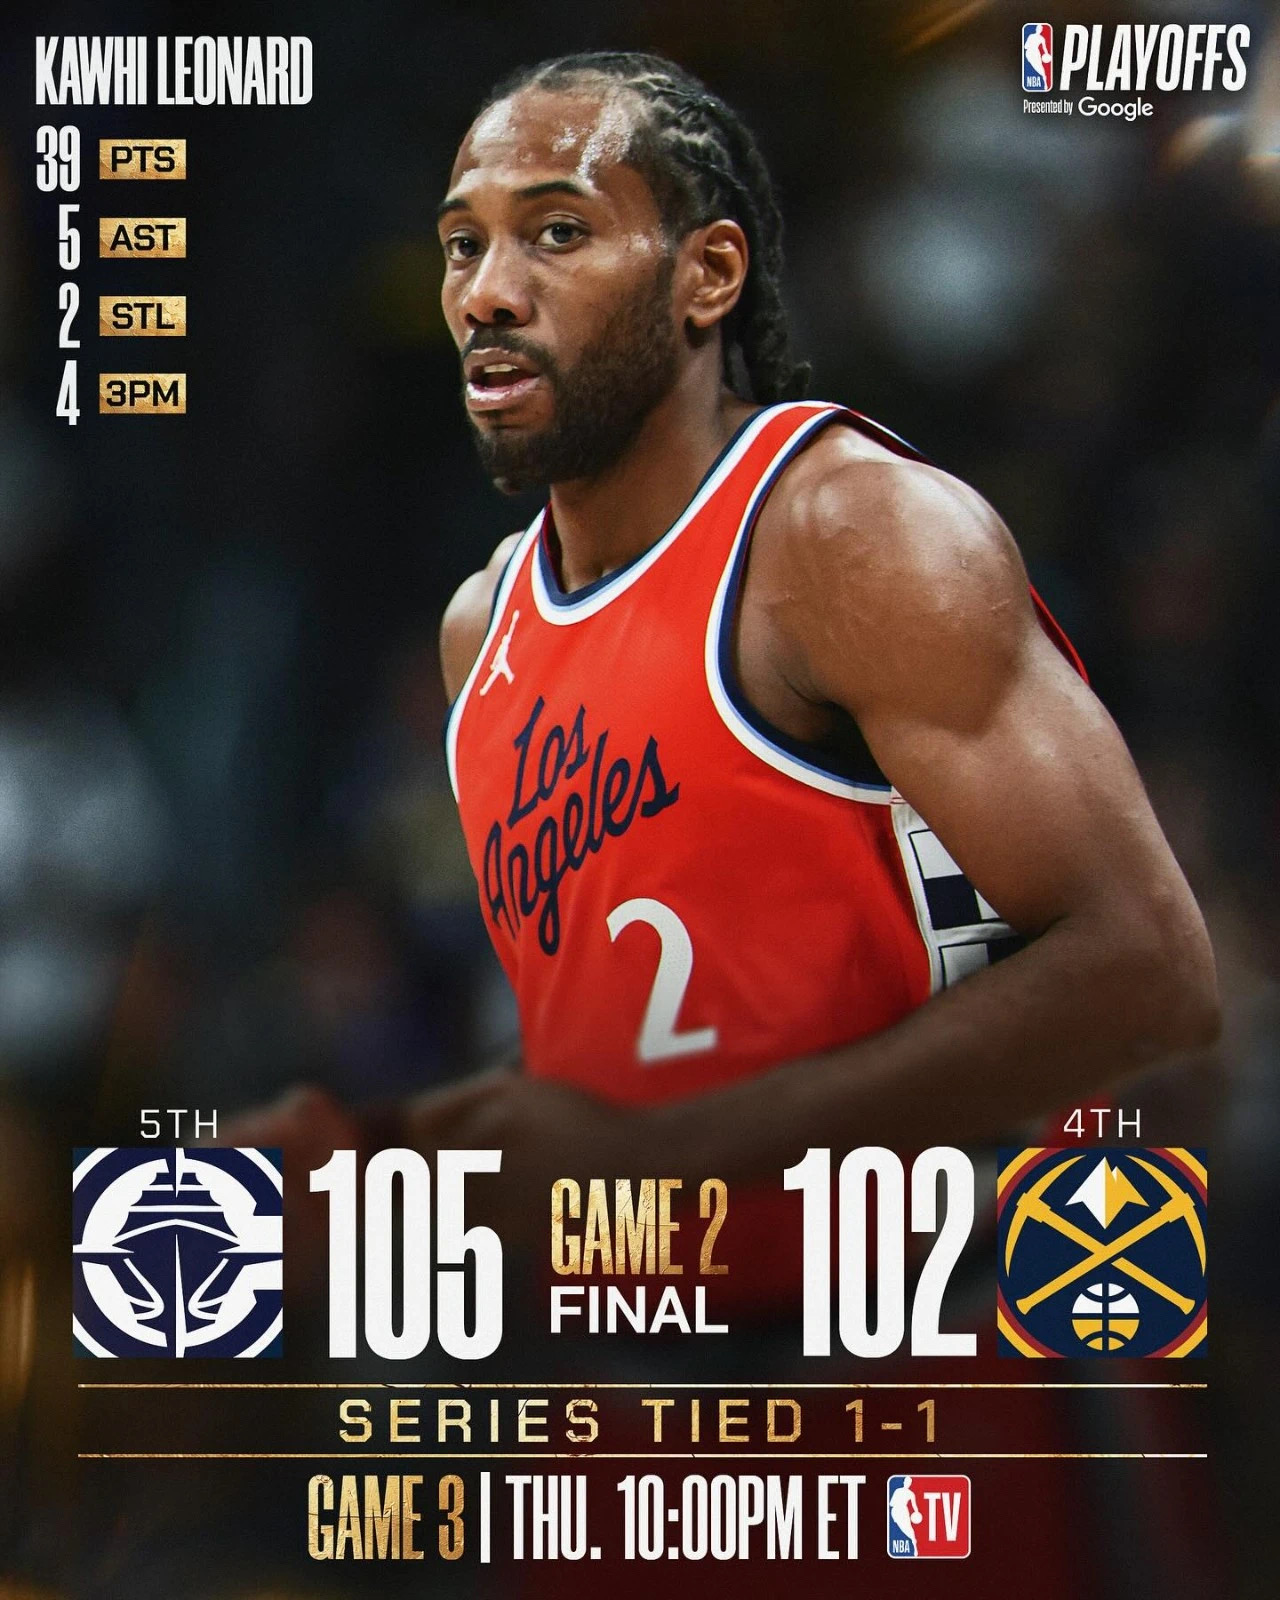 KAWHI LEONARD
39 PTS
5 AST
2 STL
4 3PM
NBA
PLAYOFFS
Presented by Google
Los
Angeles
2
5TH
4TH
105
GAME 2
FINAL
102
SERIES TIED 1-1
GAME 3 | THU. 10:00PM ET
NBA TV